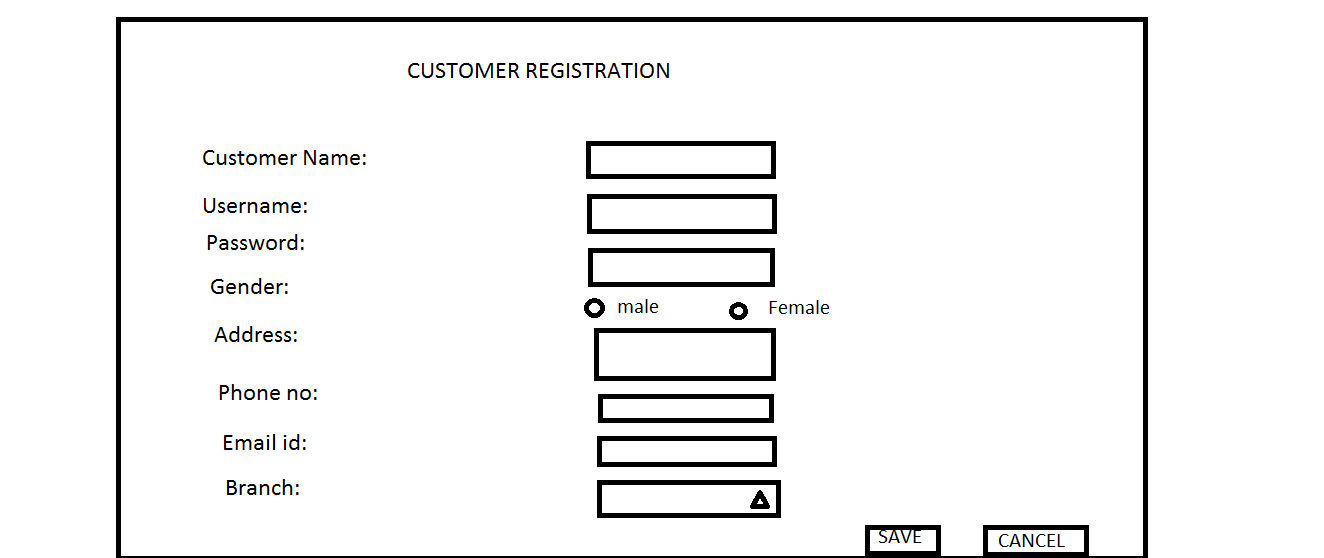 CUSTOMER REGISTRATION
Customer Name:
Username:
Password:
Gender:
male Female
Address:
Phone no:
Email id:
Branch:
SAVE CANCEL